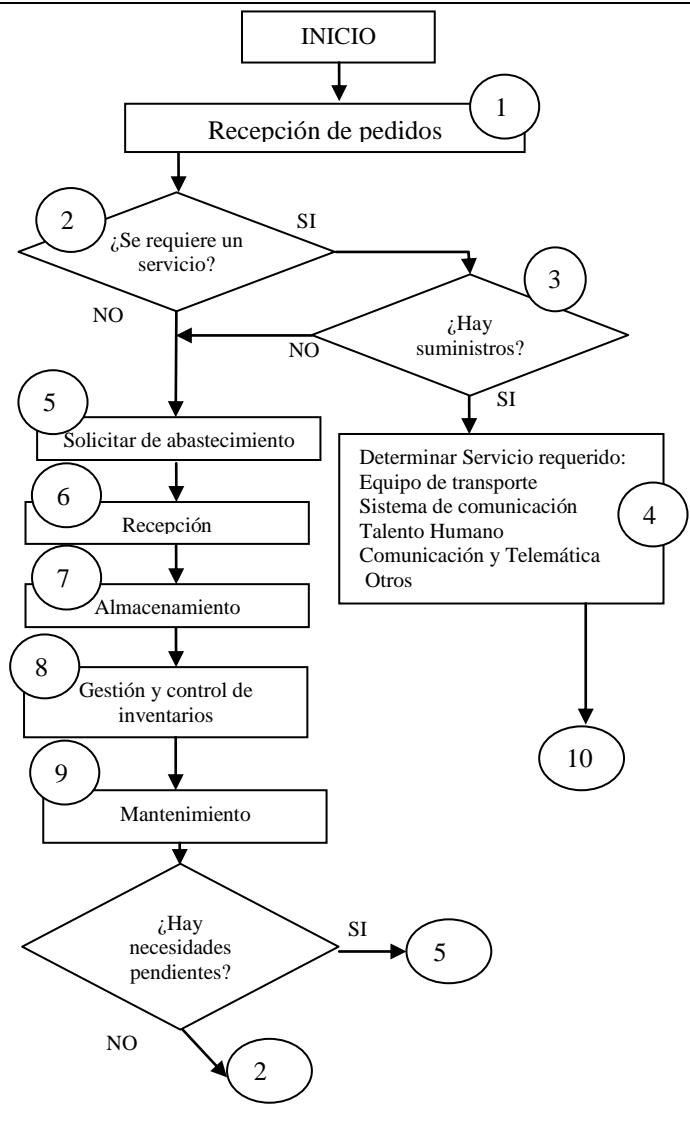 INICIO
1
Recepción de pedidos
2
SI
¿Se requiere un
servicio?
3
NO
¿Hay
suministros?
NO
SI
5
Solicitar de abastecimiento
Determinar Servicio requerido:
Equipo de transporte
Sistema de comunicación
Talento Humano
Comunicación y Telemática
Otros
4
6
Recepción
7
Almacenamiento
8
Gestión y control de
inventarios
10
9
Mantenimiento
¿Hay
necesidades
pendientes?
SI
5
NO
2